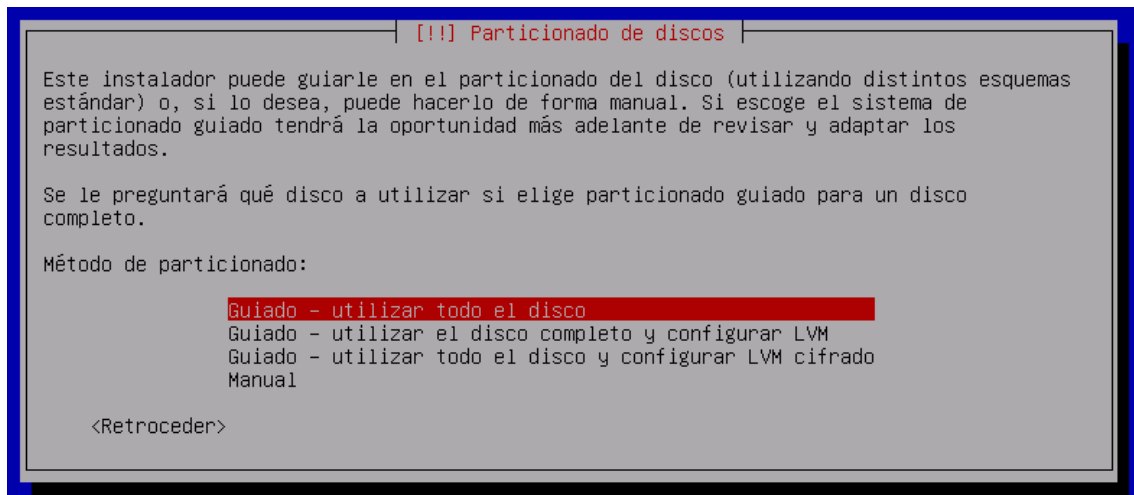 [!!] Particionado de discos
Este instalador puede guiarle en el particionado del disco (utilizando distintos esquemas
estándar) o, si lo desea, puede hacerlo de forma manual. Si escoge el sistema de
particionado guiado tendrá la oportunidad más adelante de revisar y adaptar los
resultados.
Se le preguntará qué disco a utilizar si elige particionado guiado para un disco
completo.
Método de particionado:
Guiado – utilizar todo el disco
Guiado – utilizar el disco completo y configurar LVM
Guiado – utilizar todo el disco y configurar LVM cifrado
Manual
<Retroceder>